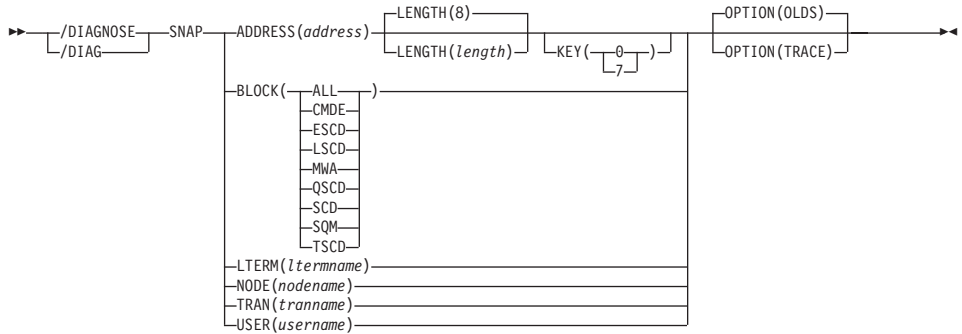 LENGTH(8) OPTION(OLDS)
/DIAGNOSE SNAP ADDRESS(address)
/DIAG LENGTH(length) 0 OPTION(TRACE)
KEY( )
7
BLOCK( ALL )
CMDE
ESCD
LSCD
MWA
QSCD
SCD
SQM
TSCD
LTERM(ltermname)
NODE(nodename)
TRAN(tranname)
USER(username)